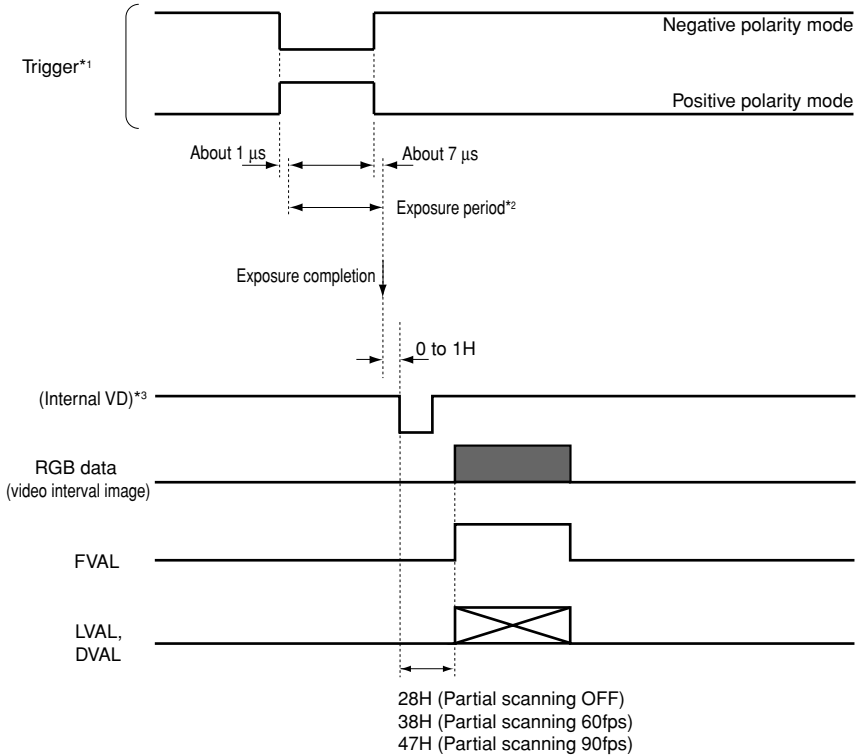 Negative polarity mode
Trigger*1
Positive polarity mode
About 1 μs
About 7 μs
Exposure period*2
Exposure completion
0 to 1H
(Internal VD)*3
RGB data
(video interval image)
FVAL
LVAL,
DVAL
28H (Partial scanning OFF)
38H (Partial scanning 60fps)
47H (Partial scanning 90fps)